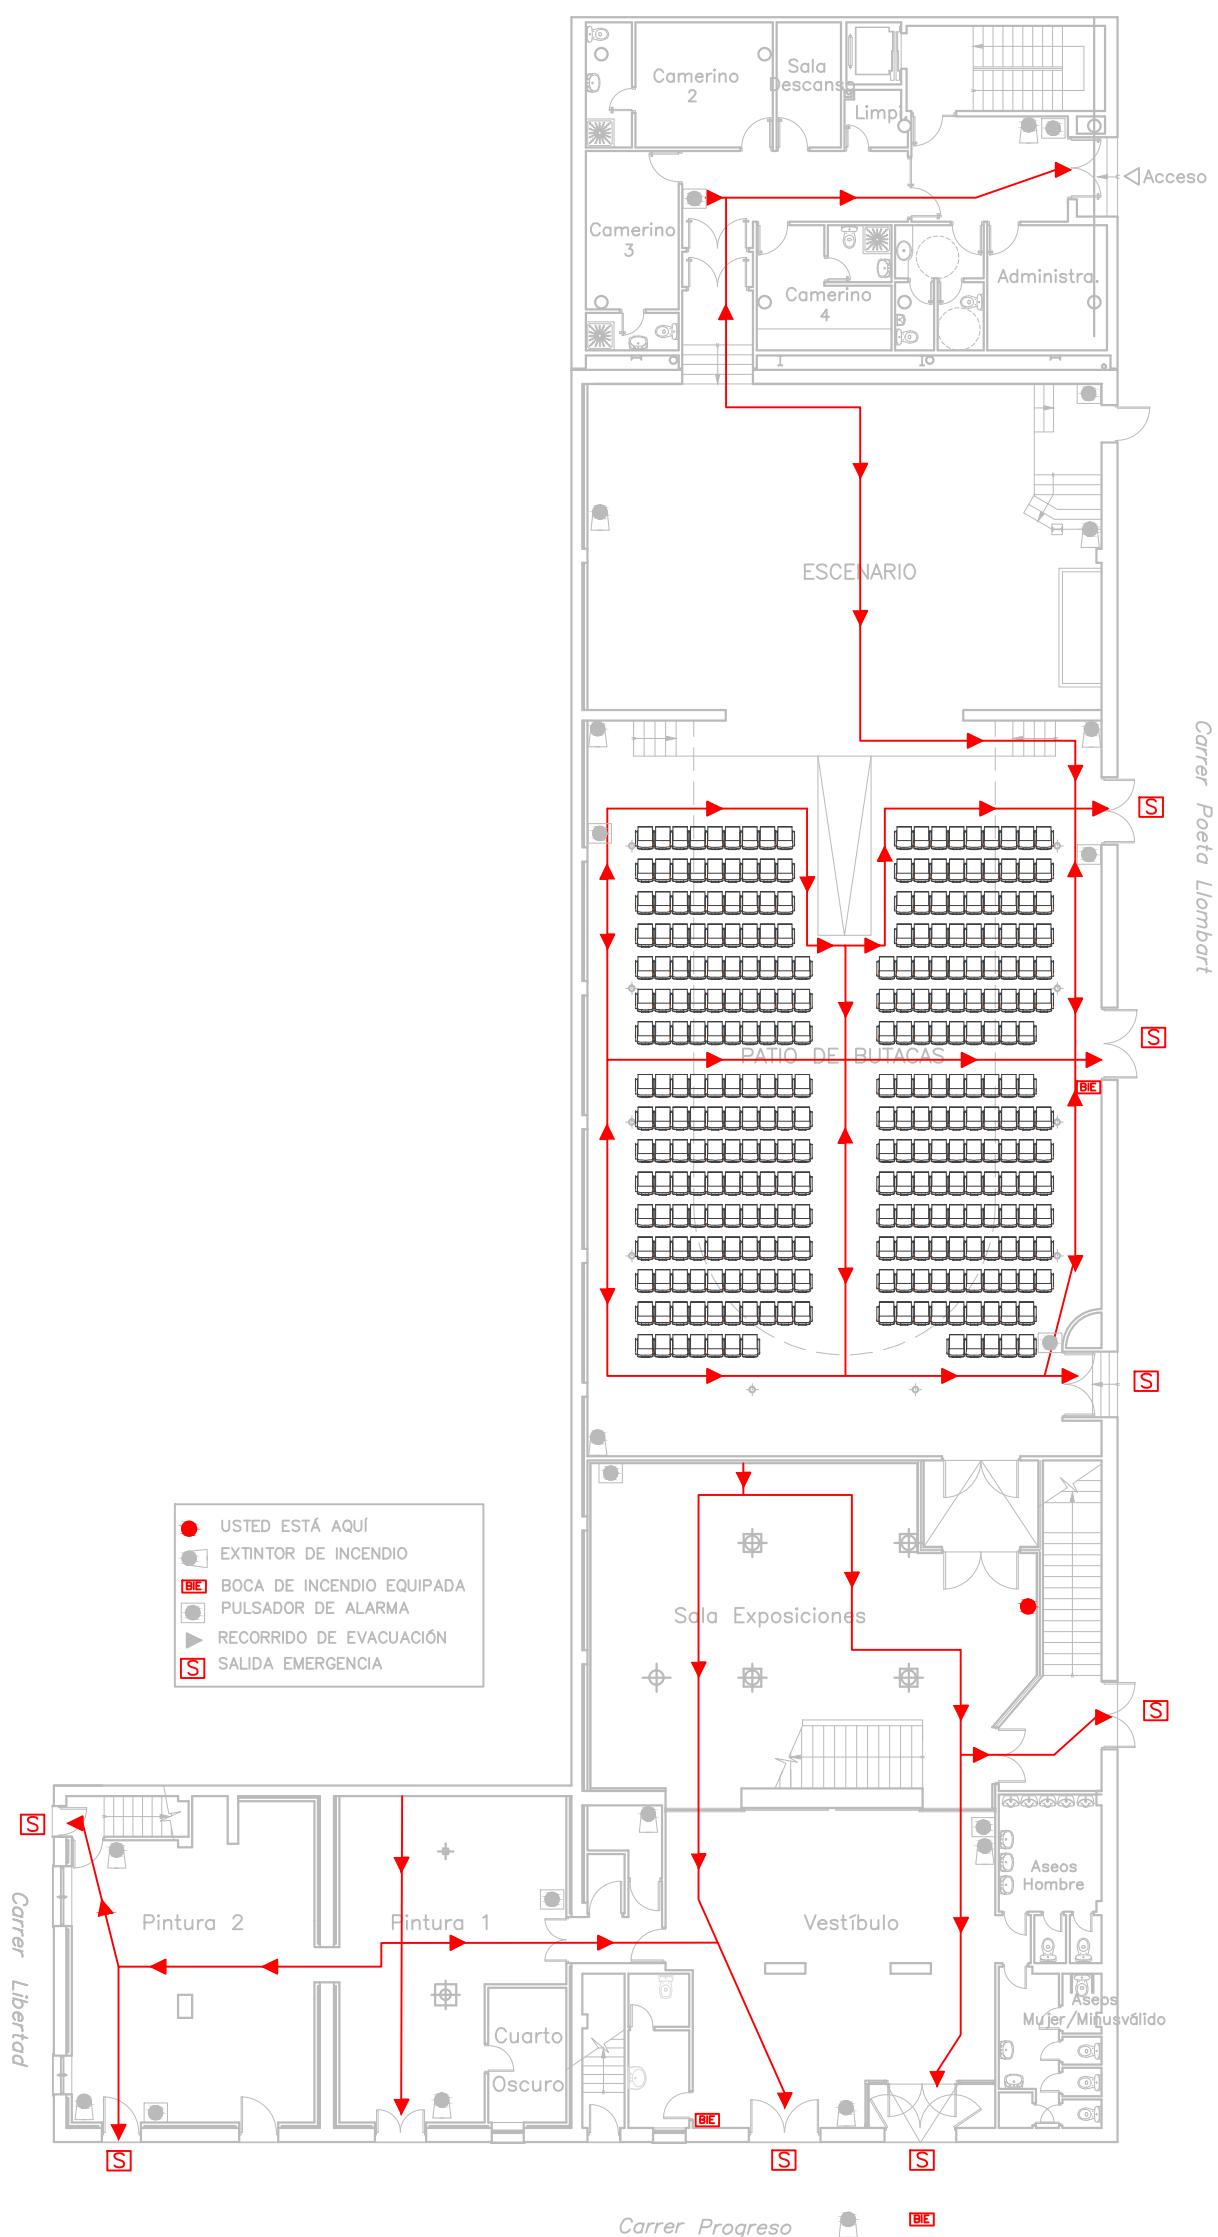 Camerino
2
Sala
Descanso
Limpi.
Acceso
Camerino
3
Camerino
4
Administra.
ESCENARIO
Carrer Poeta Llombart
S
S
PATIO DE BUTACAS
BIE
S
USTED ESTÁ AQUÍ
EXTINTOR DE INCENDIO
BIE BOCA DE INCENDIO EQUIPADA
PULSADOR DE ALARMA
RECORRIDO DE EVACUACIÓN
S SALIDA EMERGENCIA
Sala Exposiciones
S
S
Aseos
Hombre
Pintura 2
Pintura 1
Vestíbulo
Carrer Libertad
Aseos
Mujer/Minusválido
Cuarto
Oscuro
BIE
S
S
S
BIE
Carrer Progreso